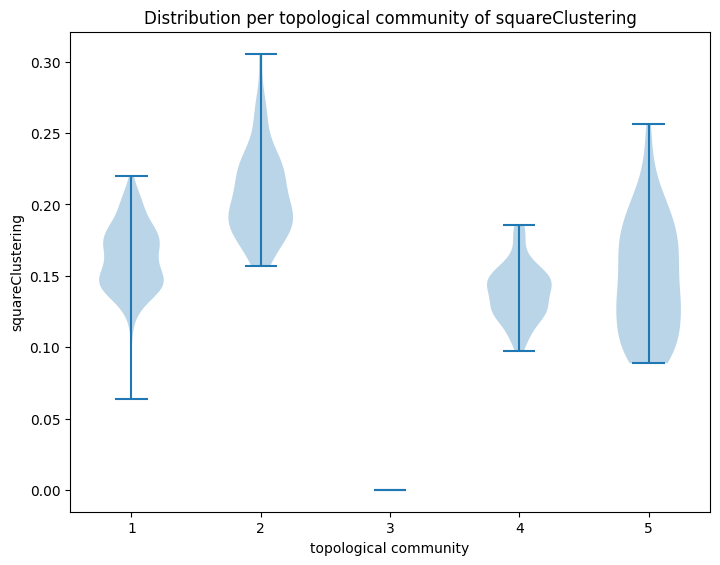 Distribution per topological community of squareClustering
0.30
0.25
0.20
0.15
0.10
0.05
0.00
squareClustering
1 2 3 4 5
topological community